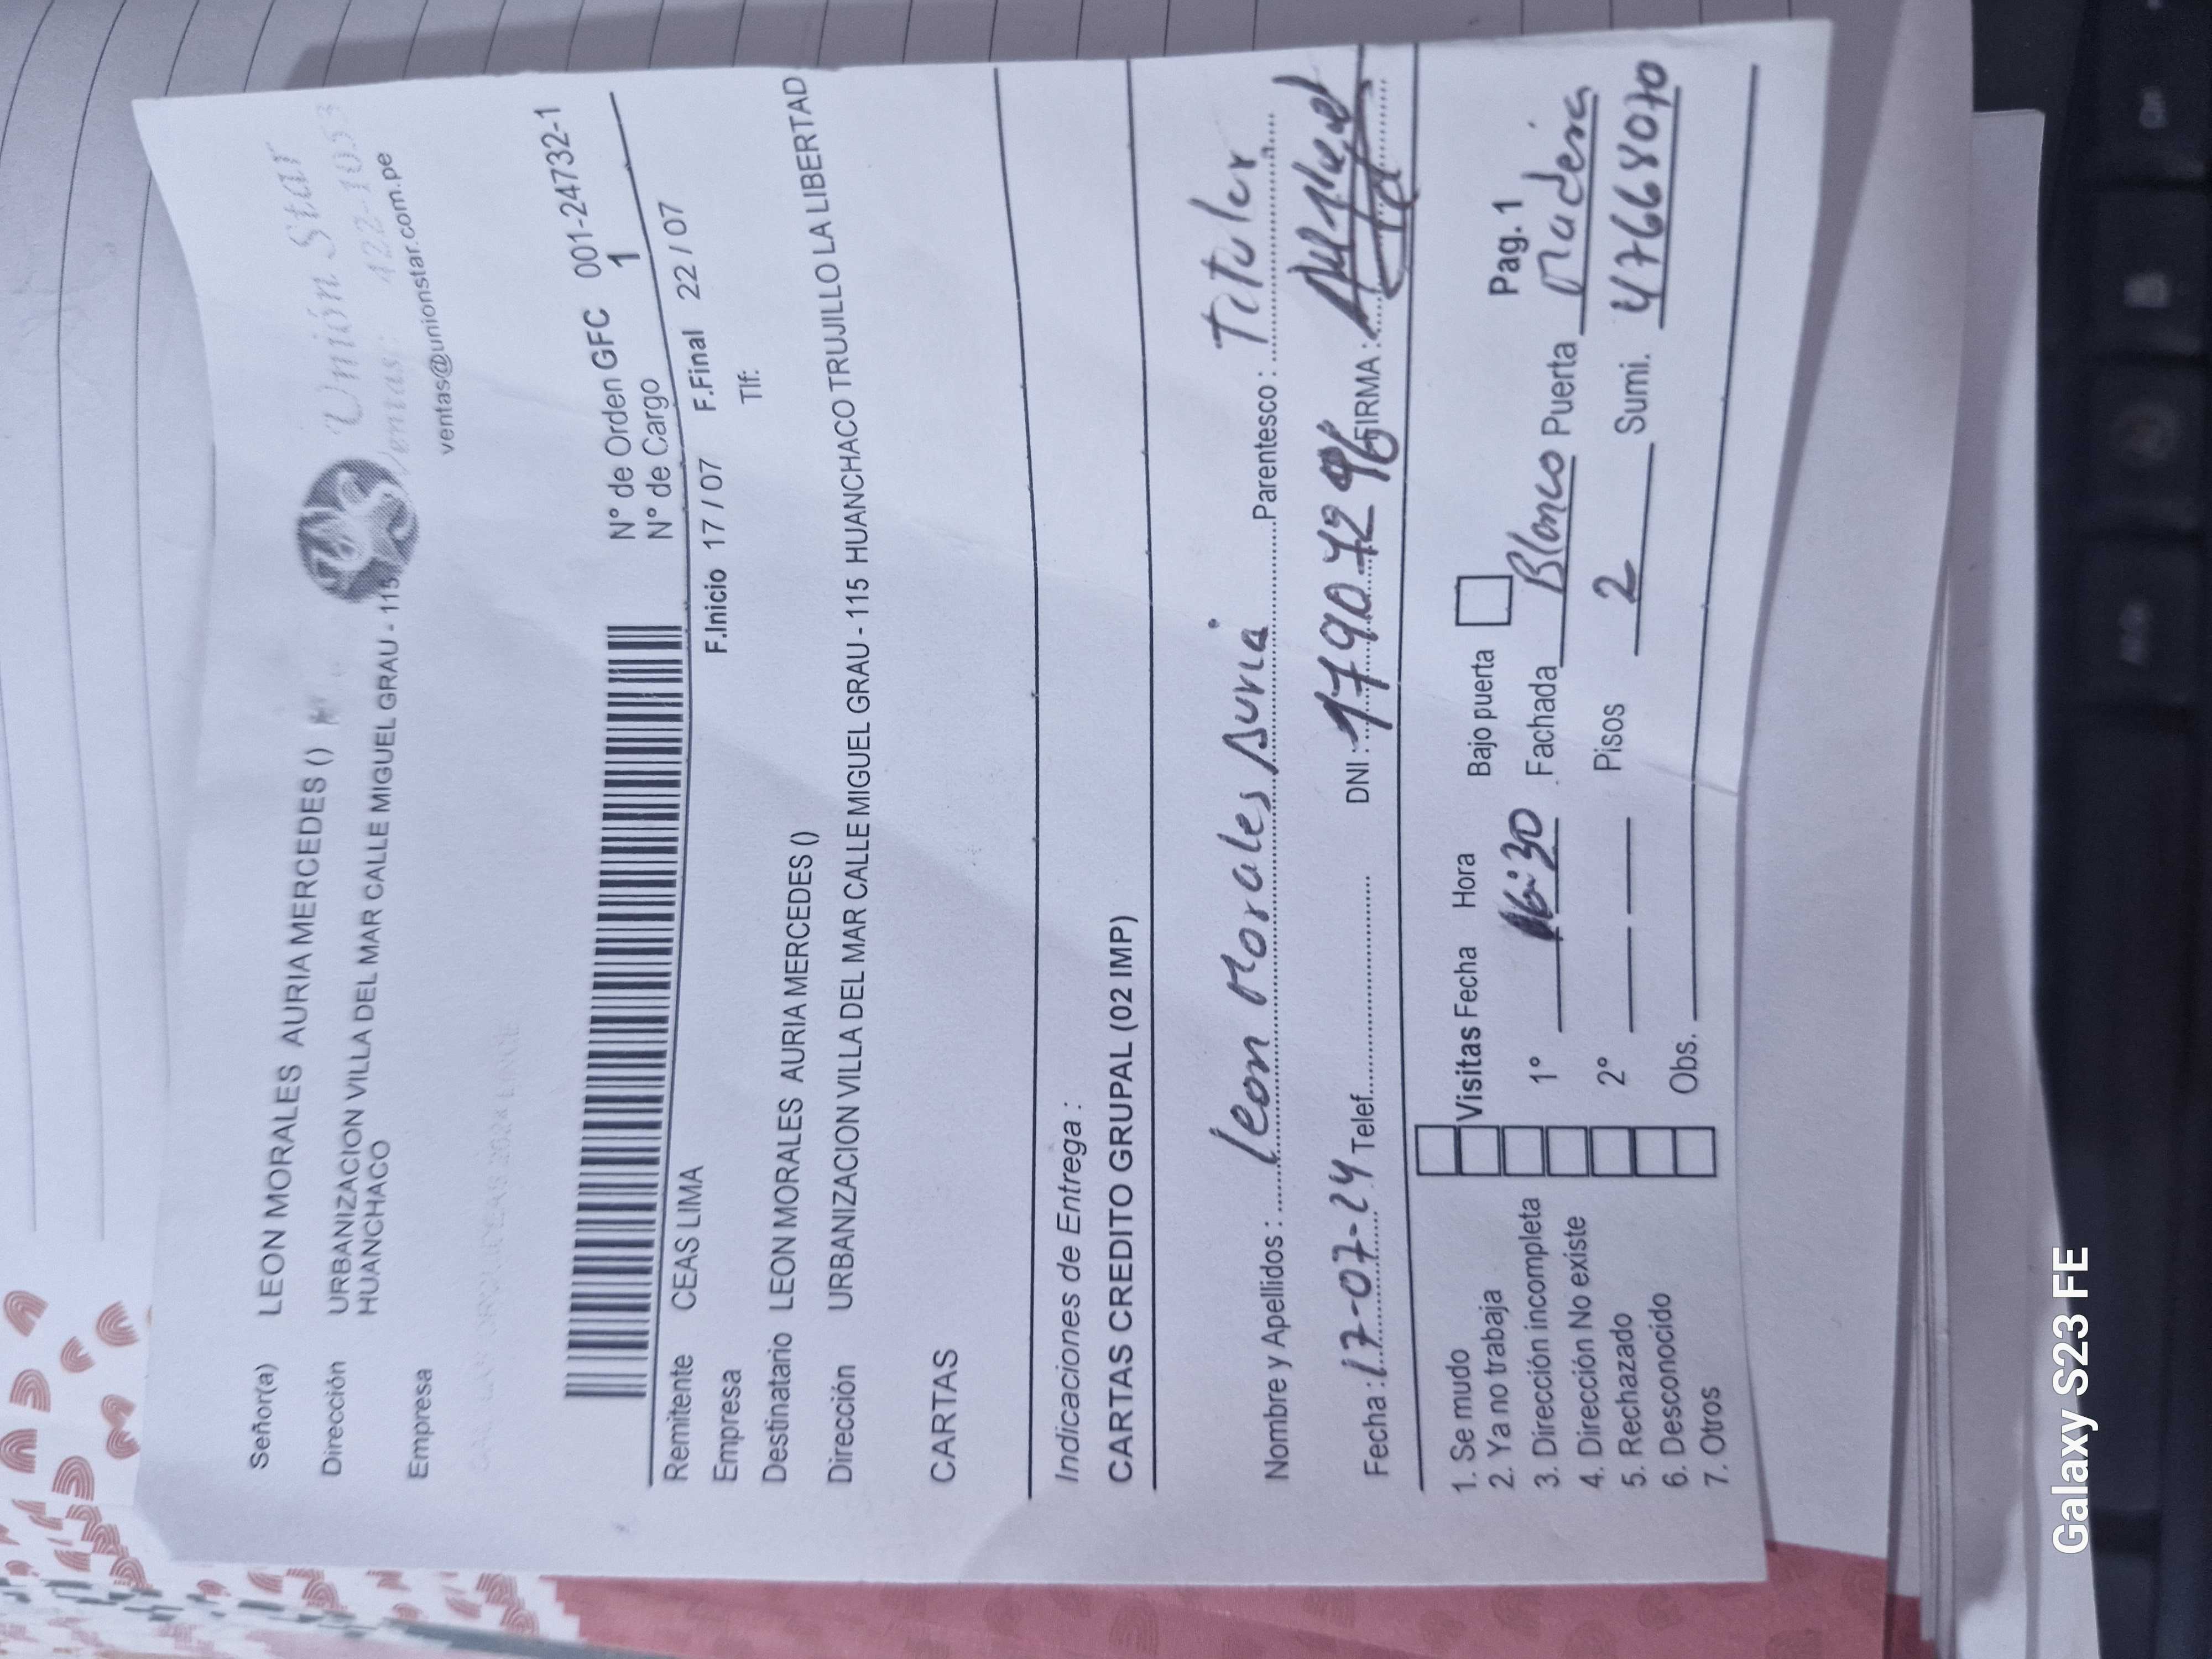 Señor(a) LEON MORALES AURIA MERCEDES ()
Unión Star
Ventas: 422-1053
Dirección URBANIZACION VILLA DEL MAR CALLE MIGUEL GRAU - 115
HUANCHACO
ventas@unionstar.com.pe
Empresa
N° de Orden GFC 001-24732-1
N° de Cargo 1
Remitente CEAS LIMA
F.Inicio 17 / 07 F.Final 22 / 07
Empresa
Tlf:
Destinatario LEON MORALES AURIA MERCEDES ()
Dirección URBANIZACION VILLA DEL MAR CALLE MIGUEL GRAU - 115 HUANCHACO TRUJILLO LA LIBERTAD
CARTAS
Indicaciones de Entrega :
CARTAS CREDITO GRUPAL (02 IMP)
Nombre y Apellidos : Leon Morales Auria Parentesco : Titular
Fecha : 17-07-24 Telef. DNI : FIRMA :
1. Se mudo
2. Ya no trabaja
3. Dirección incompleta
4. Dirección No existe
5. Rechazado
6. Desconocido
7. Otros
Visitas Fecha Hora Bajo puerta Pag. 1
1° 16:30 Fachada Blanco Puerta Madera
2° Pisos 2 Sumi. 47668070
Obs.
Galaxy S23 FE